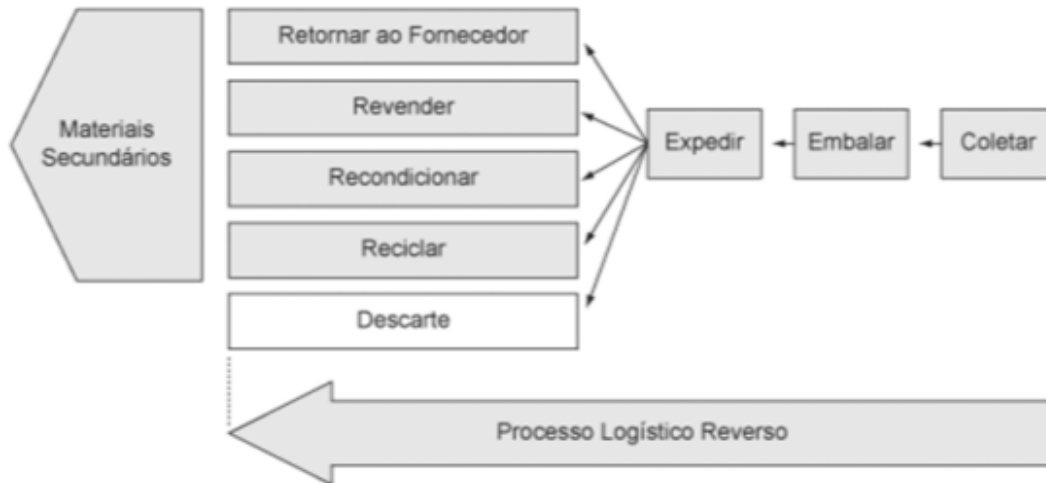 Retornar ao Fornecedor
Revender
Materiais
Secundários
Recondicionar
Reciclar
Descarte
Expedir
Embalar
Coletar
Processo Logístico Reverso